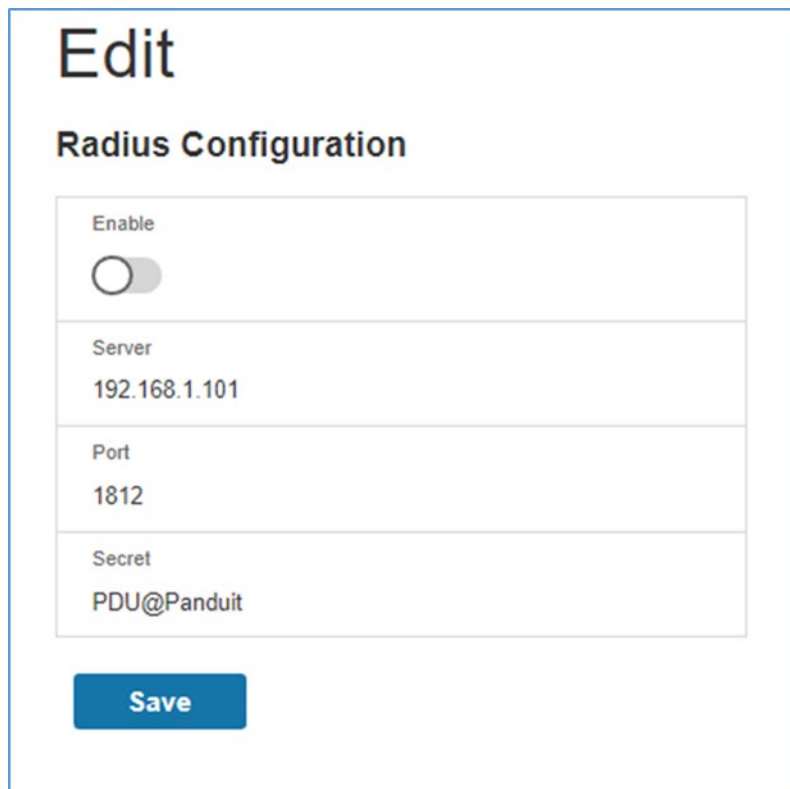 Edit
Radius Configuration
Enable
Server
192.168.1.101
Port
1812
Secret
PDU@Panduit
Save